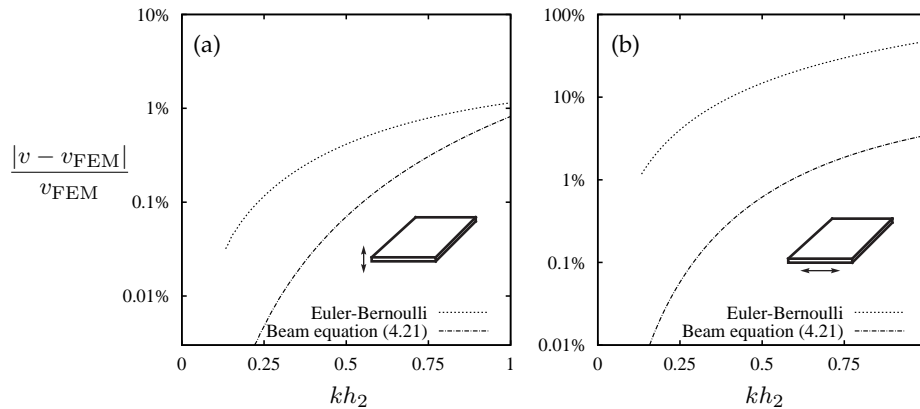 (a)
10%
1%
0.1%
0.01%
|v − v_FEM|
v_FEM
Euler-Bernoulli
Beam equation (4.21)
0 0.25 0.5 0.75 1
kh₂
(b)
100%
10%
1%
0.1%
0.01%
Euler-Bernoulli
Beam equation (4.21)
0 0.25 0.5 0.75
kh₂